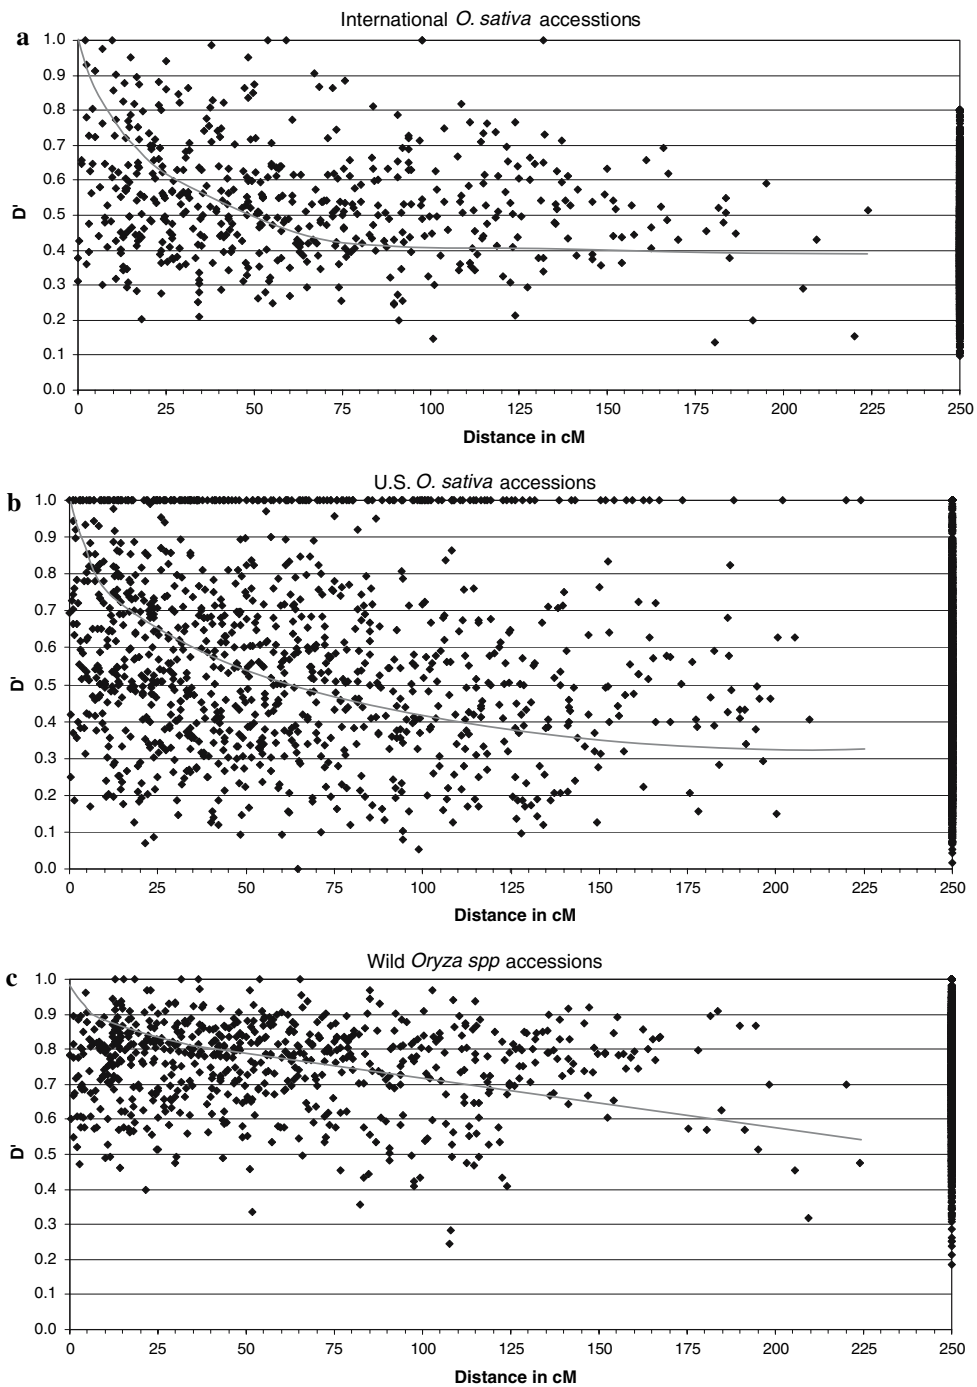 International O. sativa accesstions
a
1.0
0.9
0.8
0.7
0.6
0.5
0.4
0.3
0.2
0.1
0.0
D'
0 25 50 75 100 125 150 175 200 225 250
Distance in cM
U.S. O. sativa accessions
b
1.0
0.9
0.8
0.7
0.6
0.5
0.4
0.3
0.2
0.1
0.0
D'
0 25 50 75 100 125 150 175 200 225 250
Distance in cM
Wild Oryza spp accessions
c
1.0
0.9
0.8
0.7
0.6
0.5
0.4
0.3
0.2
0.1
0.0
D'
0 25 50 75 100 125 150 175 200 225 250
Distance in cM